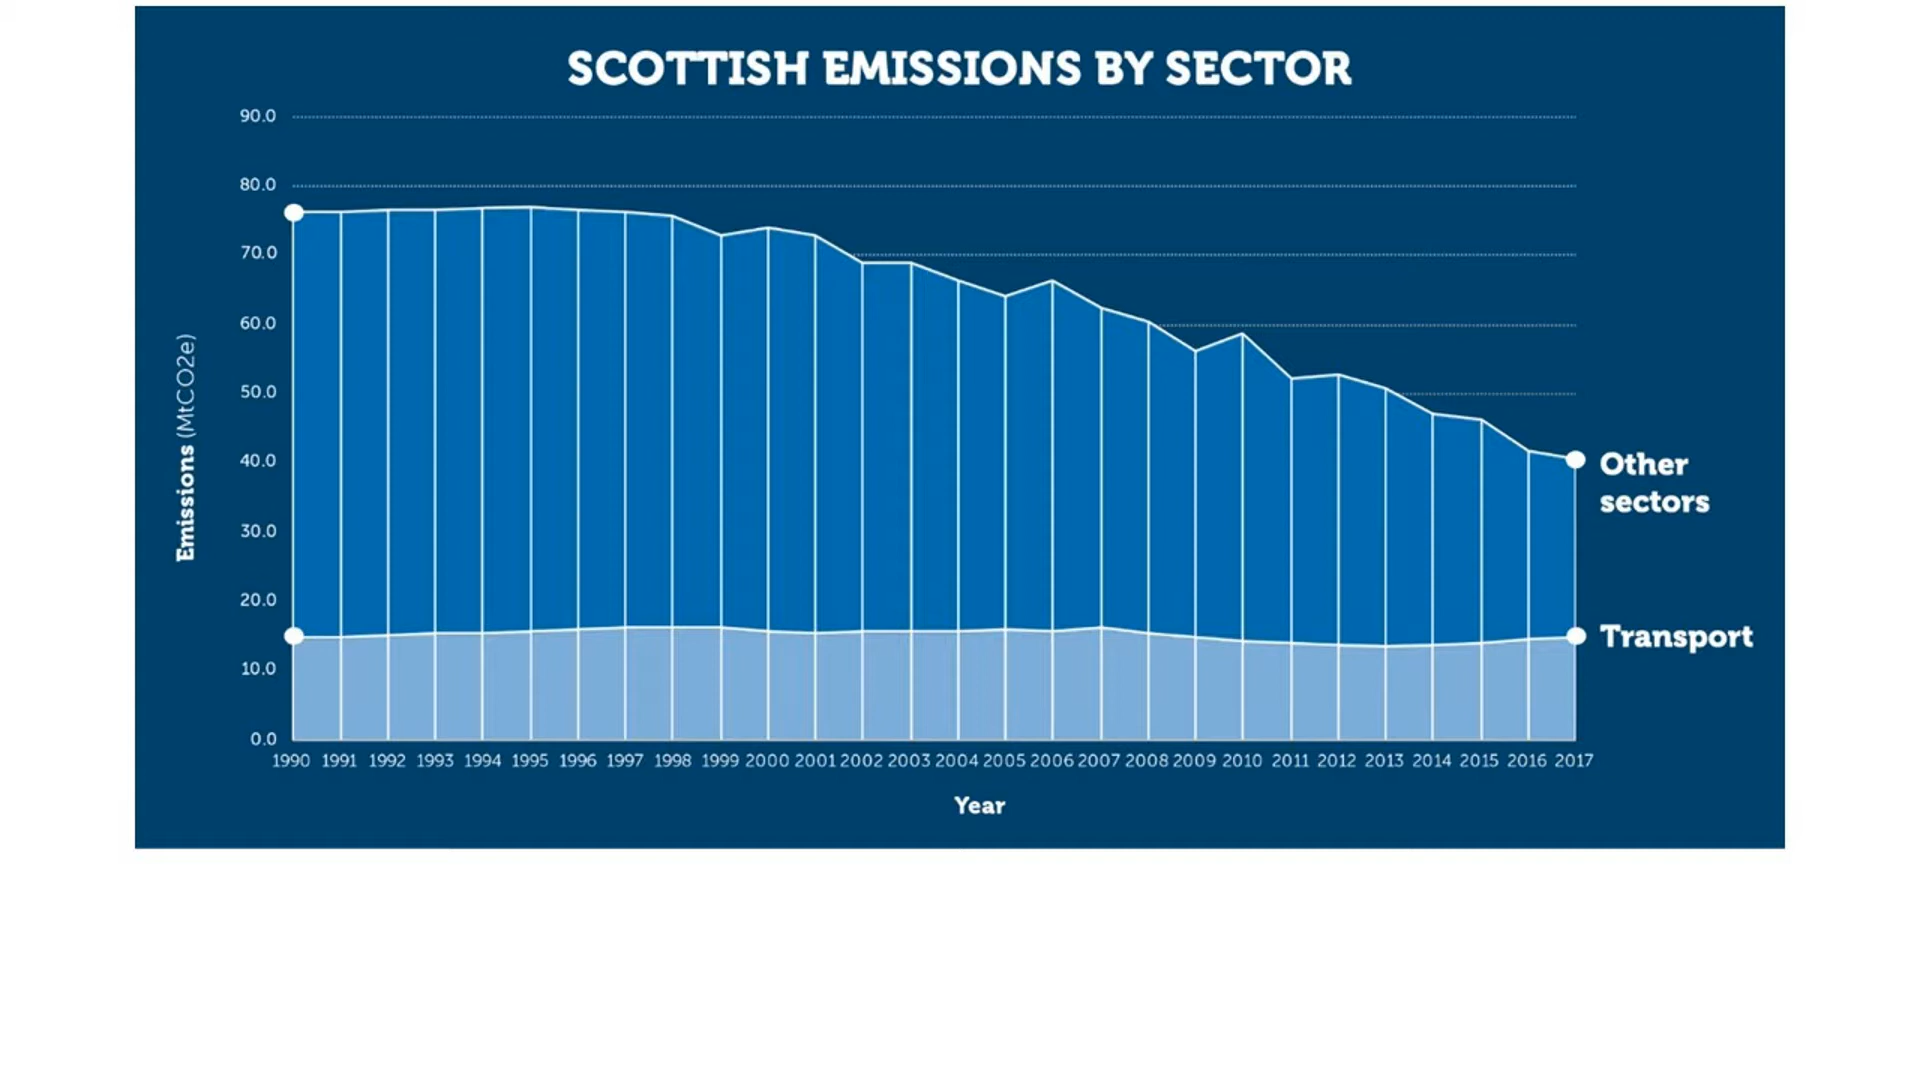 SCOTTISH EMISSIONS BY SECTOR
90.0
80.0
70.0
60.0
50.0
40.0
30.0
20.0
10.0
0.0
Emissions (MtCO2e)
Other
sectors
Transport
1990 1991 1992 1993 1994 1995 1996 1997 1998 1999 2000 2001 2002 2003 2004 2005 2006 2007 2008 2009 2010 2011 2012 2013 2014 2015 2016 2017
Year